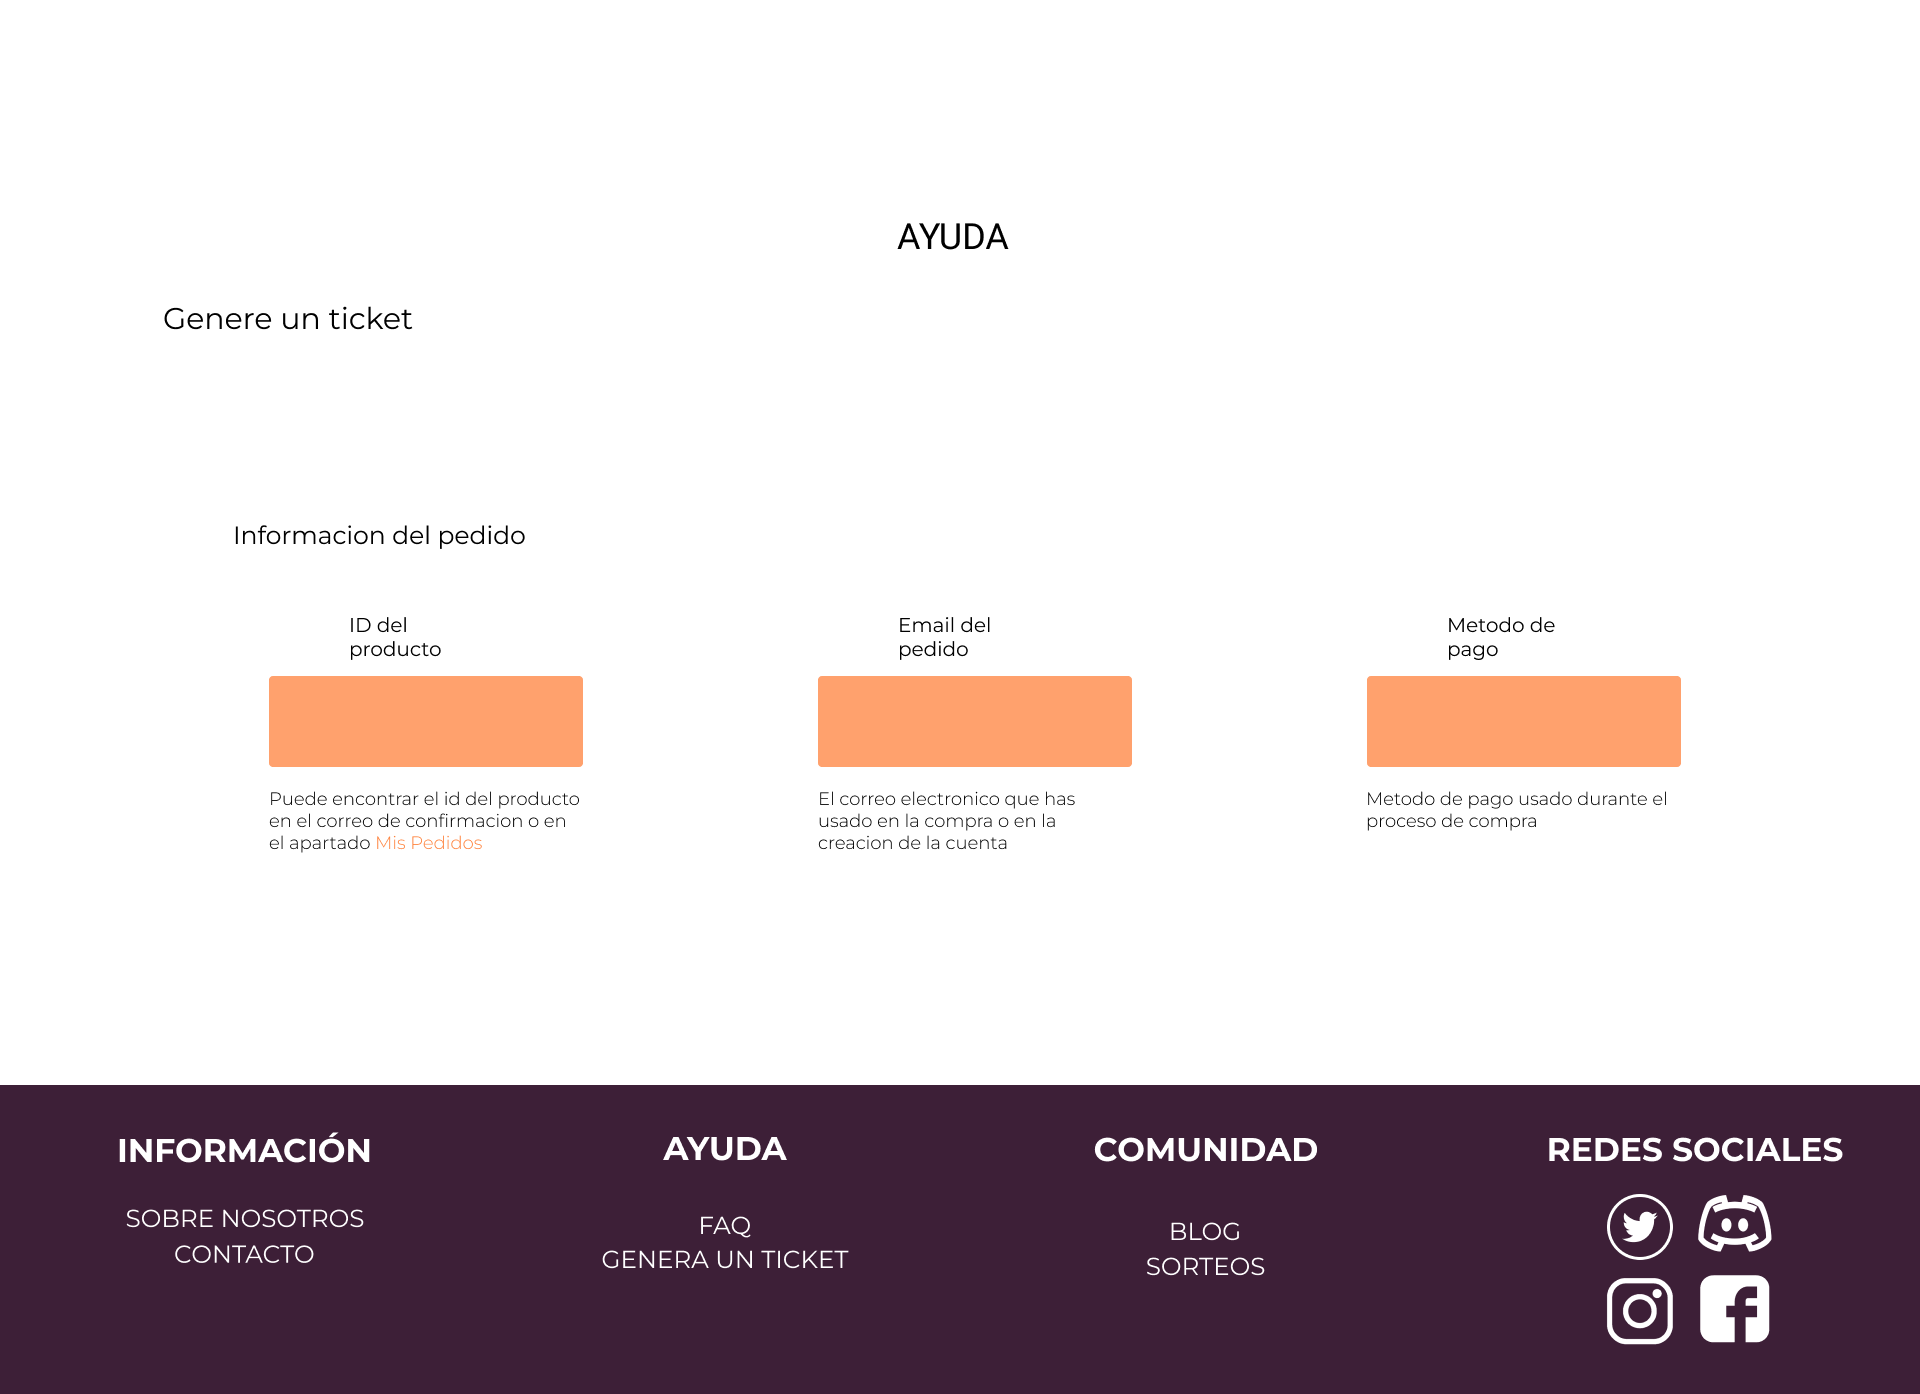 AYUDA
Genere un ticket
Informacion del pedido
ID del
producto
Puede encontrar el id del producto
en el correo de confirmacion o en
el apartado Mis Pedidos
Email del
pedido
El correo electronico que has
usado en la compra o en la
creacion de la cuenta
Metodo de
pago
Metodo de pago usado durante el
proceso de compra
INFORMACIÓN
SOBRE NOSOTROS
CONTACTO
AYUDA
FAQ
GENERA UN TICKET
COMUNIDAD
BLOG
SORTEOS
REDES SOCIALES